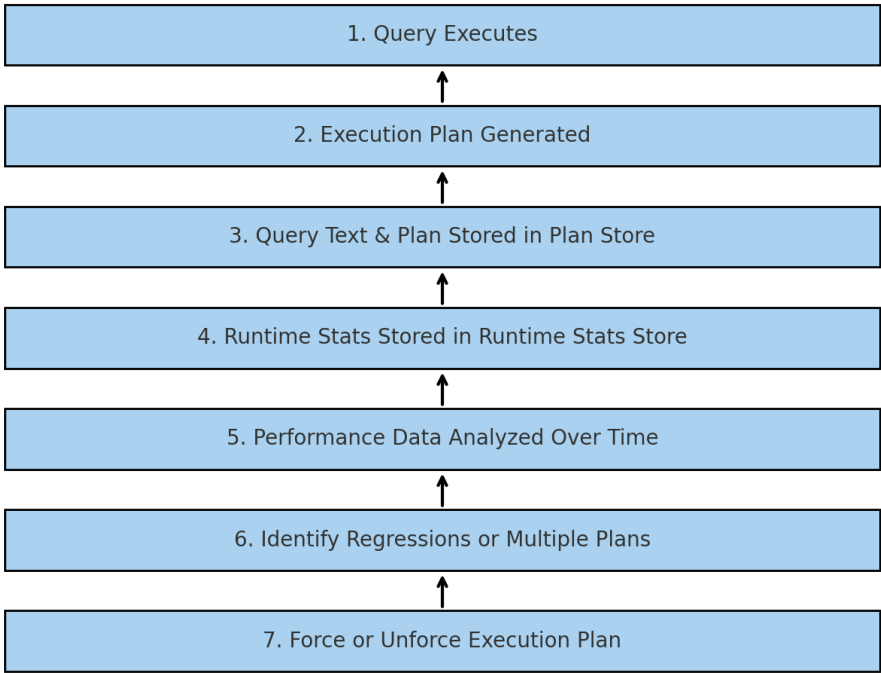 1. Query Executes
2. Execution Plan Generated
3. Query Text & Plan Stored in Plan Store
4. Runtime Stats Stored in Runtime Stats Store
5. Performance Data Analyzed Over Time
6. Identify Regressions or Multiple Plans
7. Force or Unforce Execution Plan